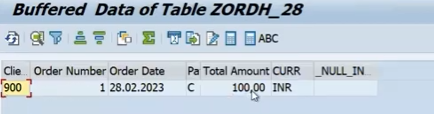 Buffered Data of Table ZORDH_28
ABC
Clie... Order Number Order Date Pa Total Amount CURR _NULL_IN...
900 1 28.02.2023 C 100.00 INR